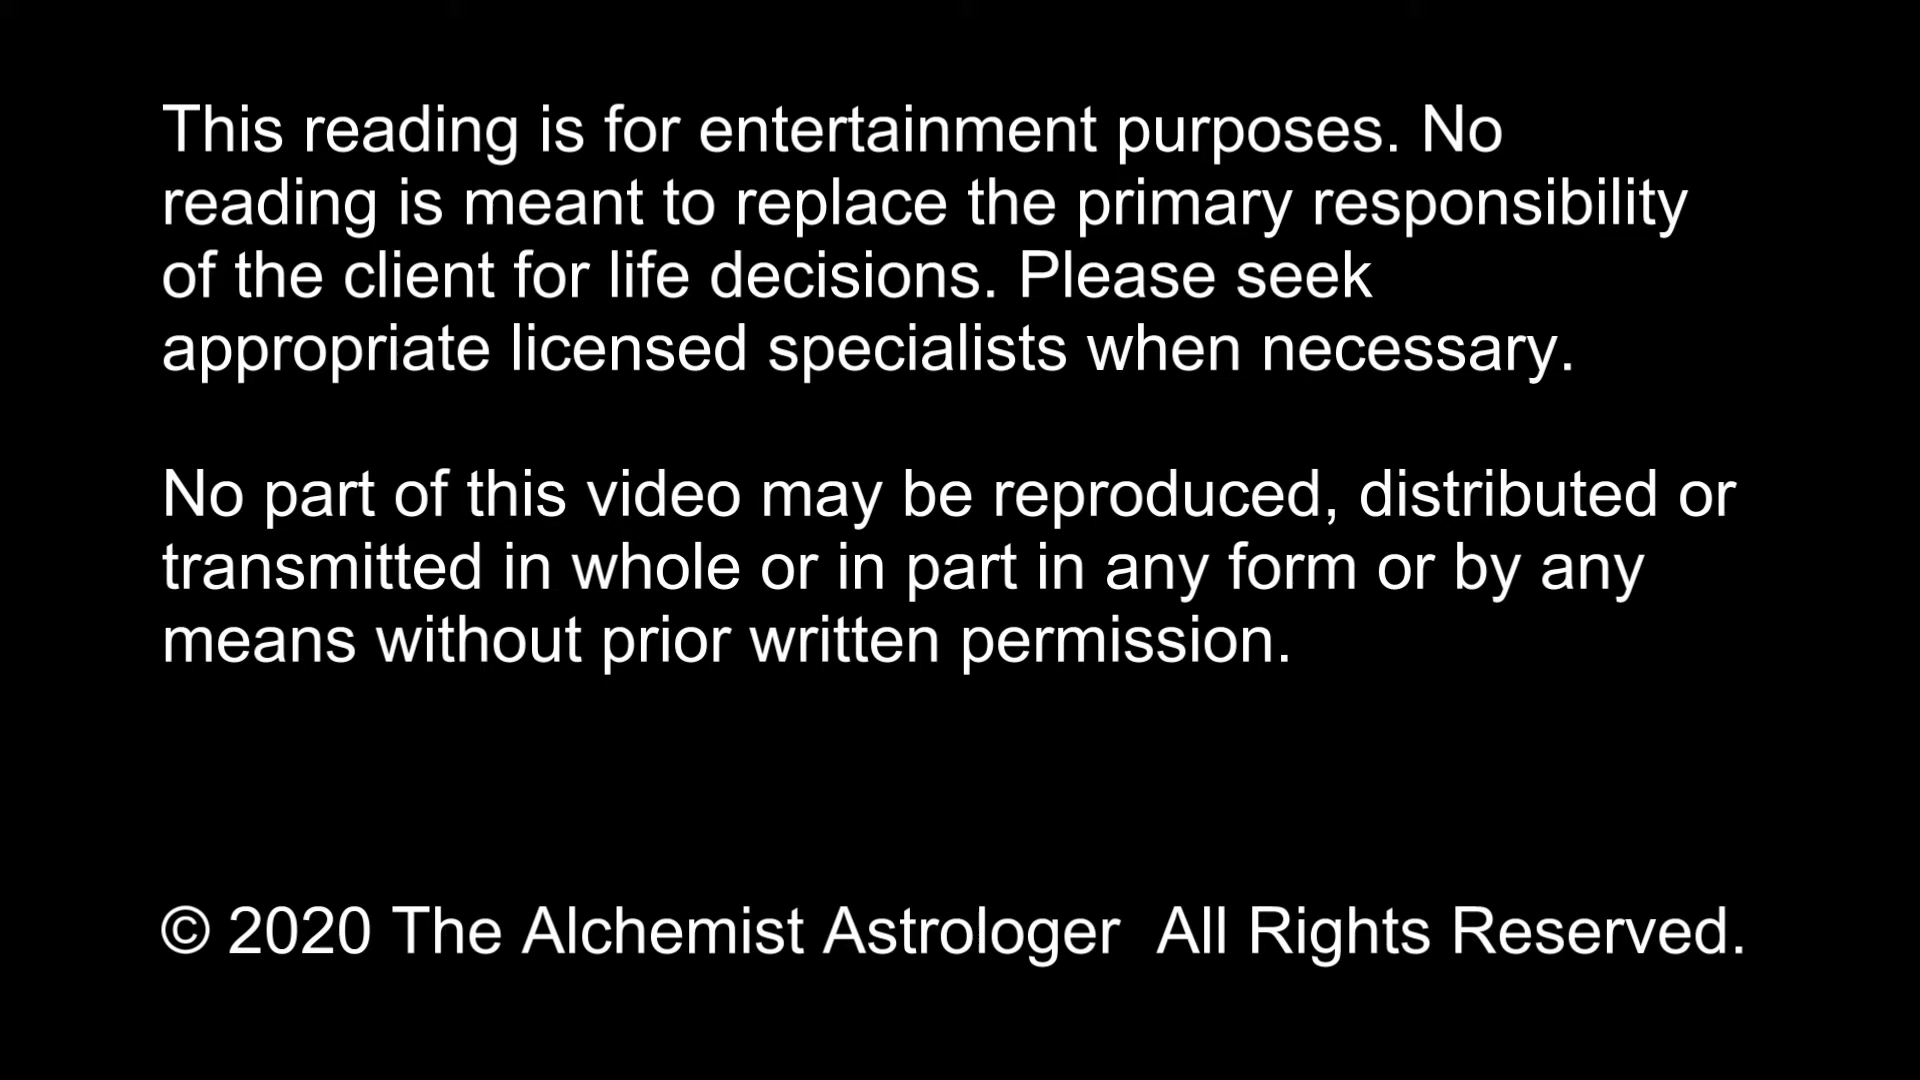 This reading is for entertainment purposes. No
reading is meant to replace the primary responsibility
of the client for life decisions. Please seek
appropriate licensed specialists when necessary.
No part of this video may be reproduced, distributed or
transmitted in whole or in part in any form or by any
means without prior written permission.
© 2020 The Alchemist Astrologer  All Rights Reserved.